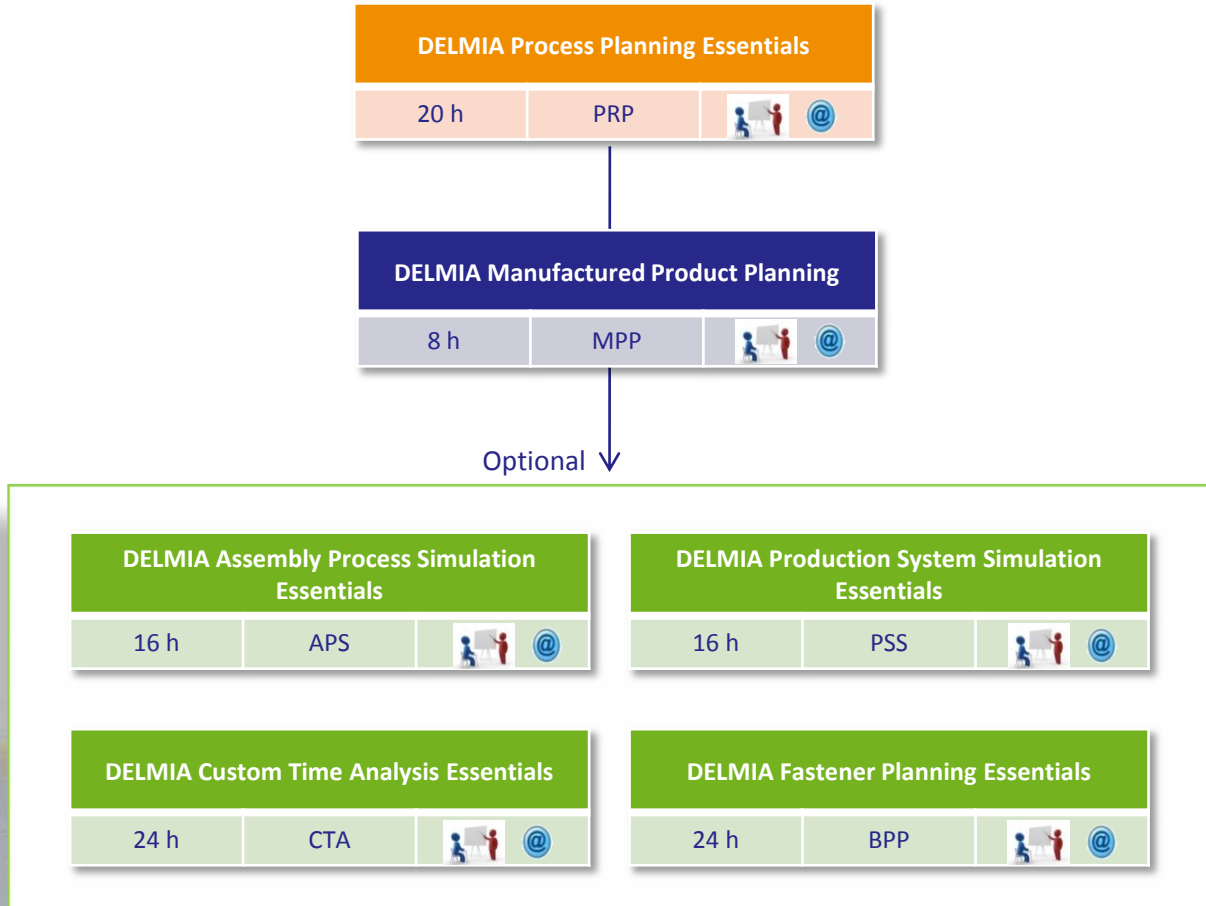 DELMIA Process Planning Essentials
20 h PRP @
DELMIA Manufactured Product Planning
8 h MPP @
Optional
DELMIA Assembly Process Simulation
Essentials
16 h APS @
DELMIA Production System Simulation
Essentials
16 h PSS @
DELMIA Custom Time Analysis Essentials
24 h CTA @
DELMIA Fastener Planning Essentials
24 h BPP @